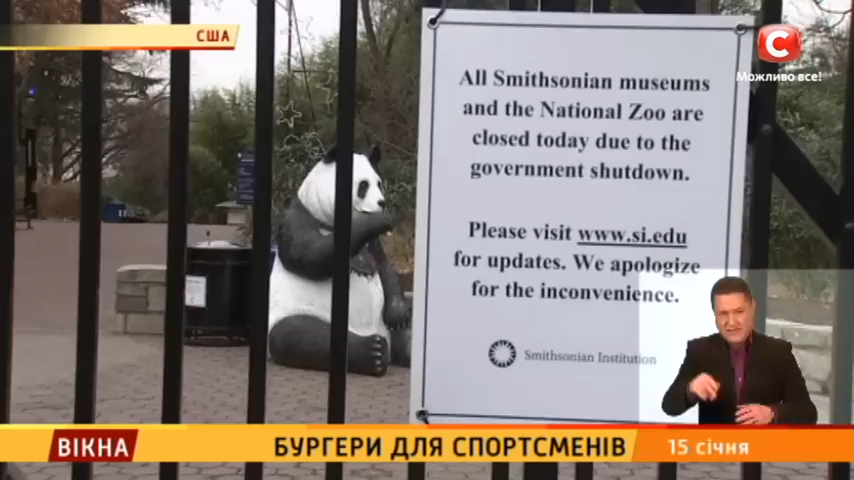 США
Можливо все!
All Smithsonian museums
and the National Zoo are
closed today due to the
government shutdown.
Please visit www.si.edu
for updates. We apologize
for the inconvenience.
Smithsonian Institution
ВІКНА
БУРГЕРИ ДЛЯ СПОРТСМЕНІВ
15 січня